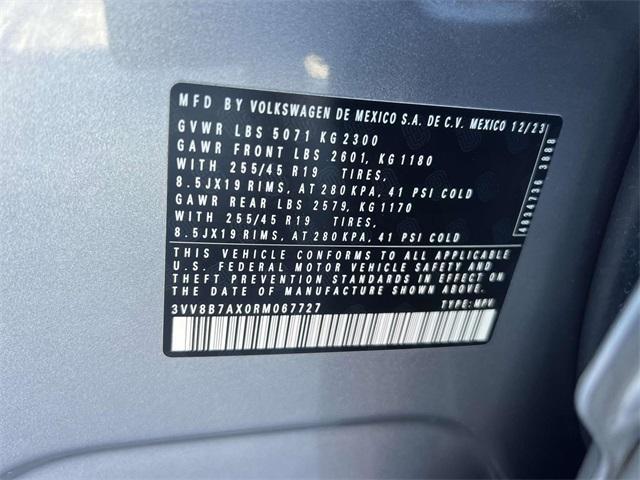 MFD BY VOLKSWAGEN DE MEXICO S.A. DE C.V. MEXICO 12/23
GVWR LBS 5071 KG 2300
GAWR FRONT LBS 2601, KG 1180
WITH 255/45 R19 TIRES,
8.5JX19 RIMS, AT 280 KPA, 41 PSI COLD
GAWR REAR LBS 2579, KG 1170
WITH 255/45 R19 TIRES,
8.5JX19 RIMS, AT 280 KPA, 41 PSI COLD
THIS VEHICLE CONFORMS TO ALL APPLICABLE
U.S. FEDERAL MOTOR VEHICLE SAFETY AND
THEFT PREVENTION STANDARDS IN EFFECT ON
THE DATE OF MANUFACTURE SHOWN ABOVE.
3VV8B7AX0RM067727 TYPE: MPV
4834736 3888